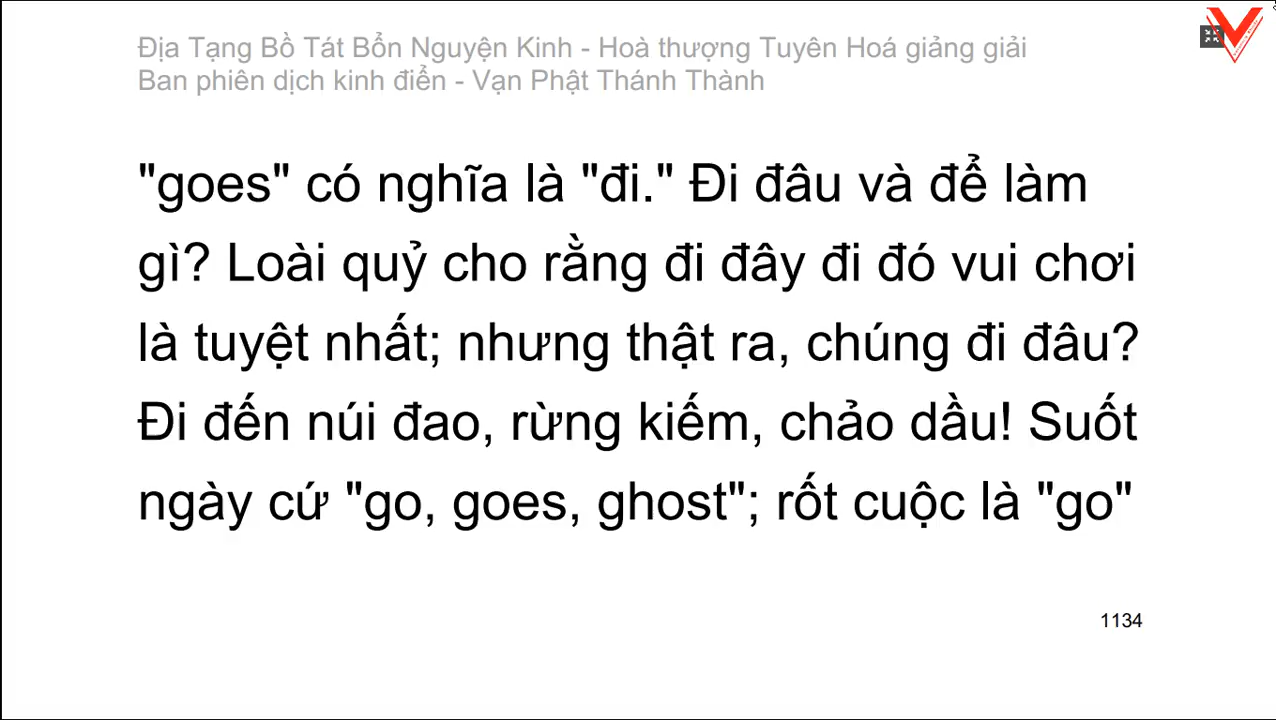 Địa Tạng Bồ Tát Bổn Nguyện Kinh - Hoà thượng Tuyên Hoá giảng giải
Ban phiên dịch kinh điển - Vạn Phật Thánh Thành
"goes" có nghĩa là "đi." Đi đâu và để làm
gì? Loài quỷ cho rằng đi đây đi đó vui chơi
là tuyệt nhất; nhưng thật ra, chúng đi đâu?
Đi đến núi đao, rừng kiếm, chảo dầu! Suốt
ngày cứ "go, goes, ghost"; rốt cuộc là "go"
1134